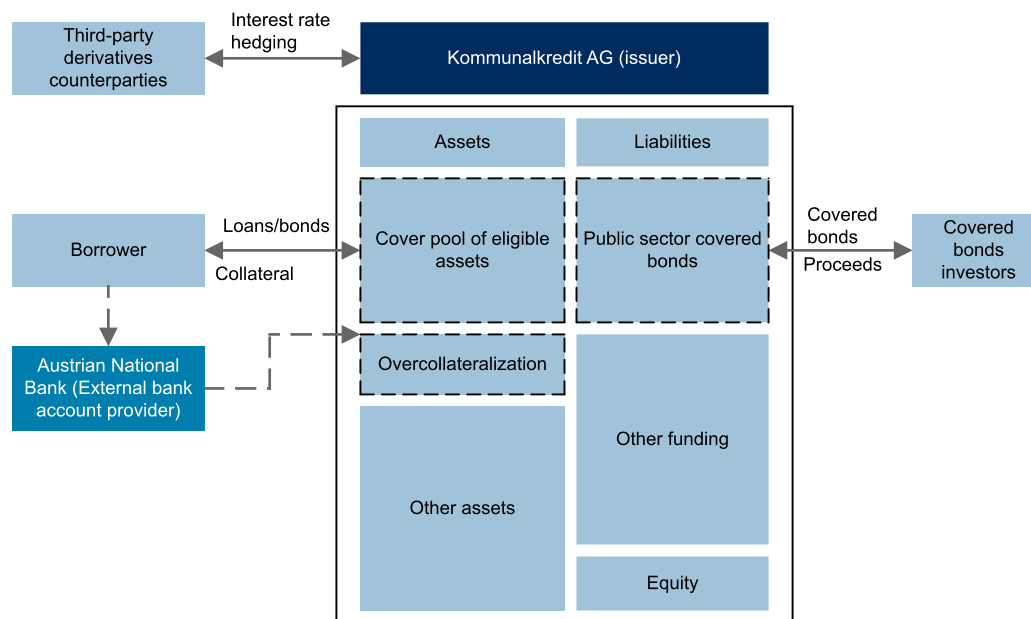 Third-party
derivatives
counterparties
Interest rate
hedging
Kommunalkredit AG (issuer)
Assets
Liabilities
Borrower
Loans/bonds
Collateral
Cover pool of eligible
assets
Public sector covered
bonds
Covered
bonds
Proceeds
Covered
bonds
investors
Austrian National
Bank (External bank
account provider)
Overcollateralization
Other funding
Other assets
Equity